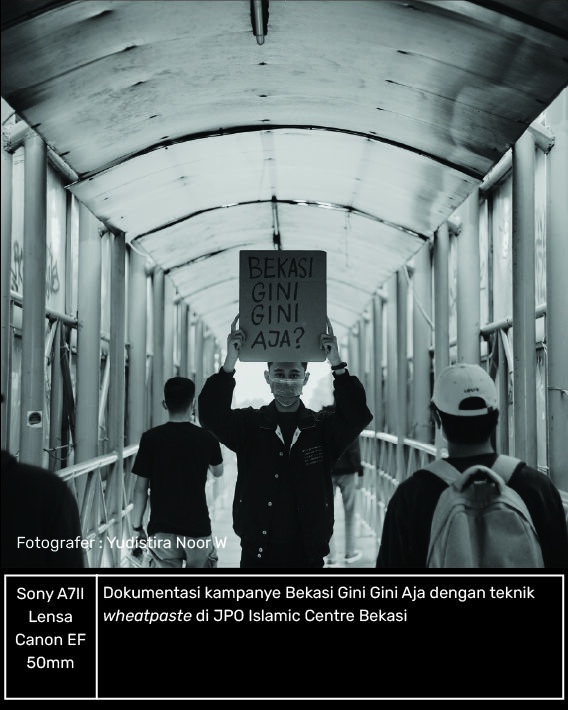 BEKASI
GINI
GINI
AJA?
Fotografer : Yudistira Noor W
Sony A7II
Lensa
Canon EF
50mm
Dokumentasi kampanye Bekasi Gini Gini Aja dengan teknik
wheatpaste di JPO Islamic Centre Bekasi